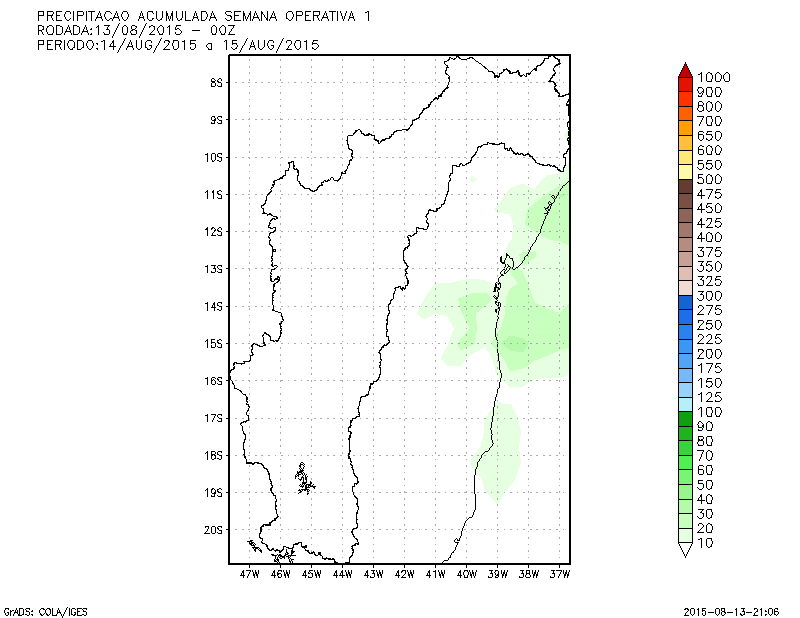 PRECIPITACAO ACUMULADA SEMANA OPERATIVA 1
RODADA:13/08/2015 - 00Z
PERIODO:14/AUG/2015 a 15/AUG/2015
8S
9S
10S
11S
12S
13S
14S
15S
16S
17S
18S
19S
20S
47W 46W 45W 44W 43W 42W 41W 40W 39W 38W 37W
1000
900
800
700
650
600
550
500
475
450
425
400
375
350
325
300
275
250
225
200
175
150
125
100
90
80
70
60
50
40
30
20
10
GrADS: COLA/IGES
2015-08-13-21:06